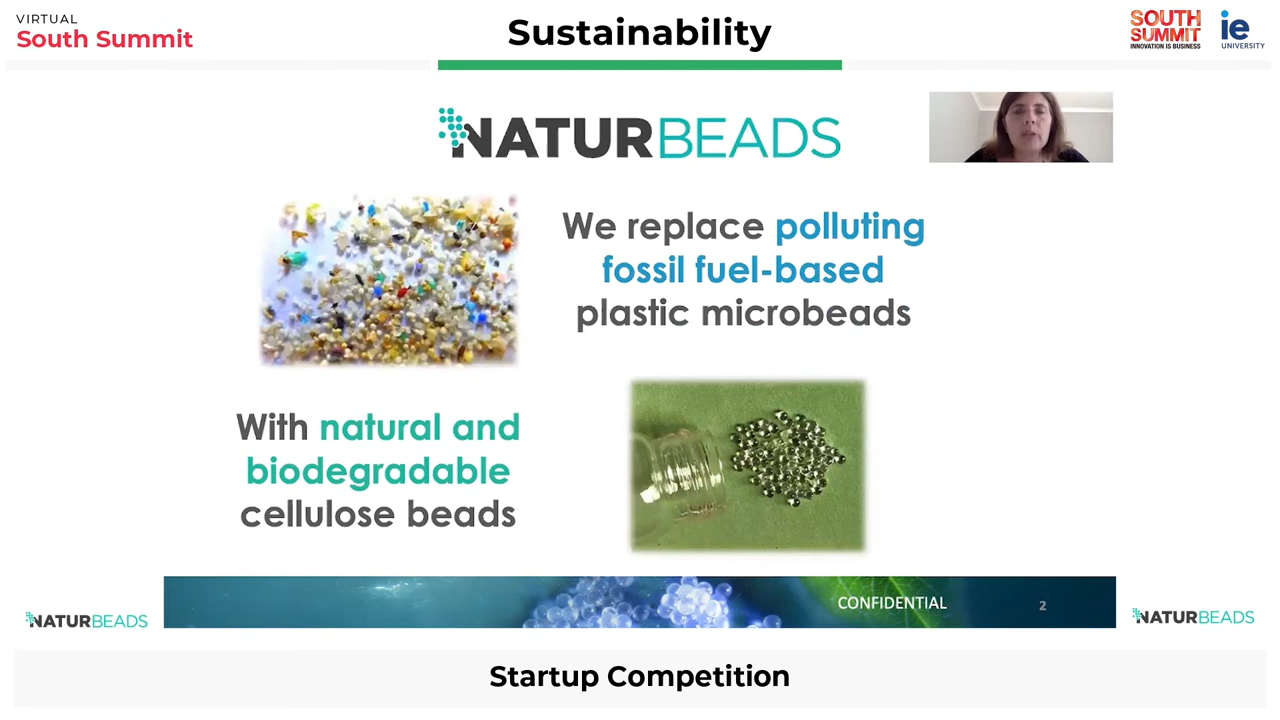 VIRTUAL
South Summit
Sustainability
SOUTH
SUMMIT
INNOVATION IS BUSINESS
ie
UNIVERSITY
NATURBEADS
We replace polluting
fossil fuel-based
plastic microbeads
With natural and
biodegradable
cellulose beads
CONFIDENTIAL
2
NATURBEADS
NATURBEADS
Startup Competition